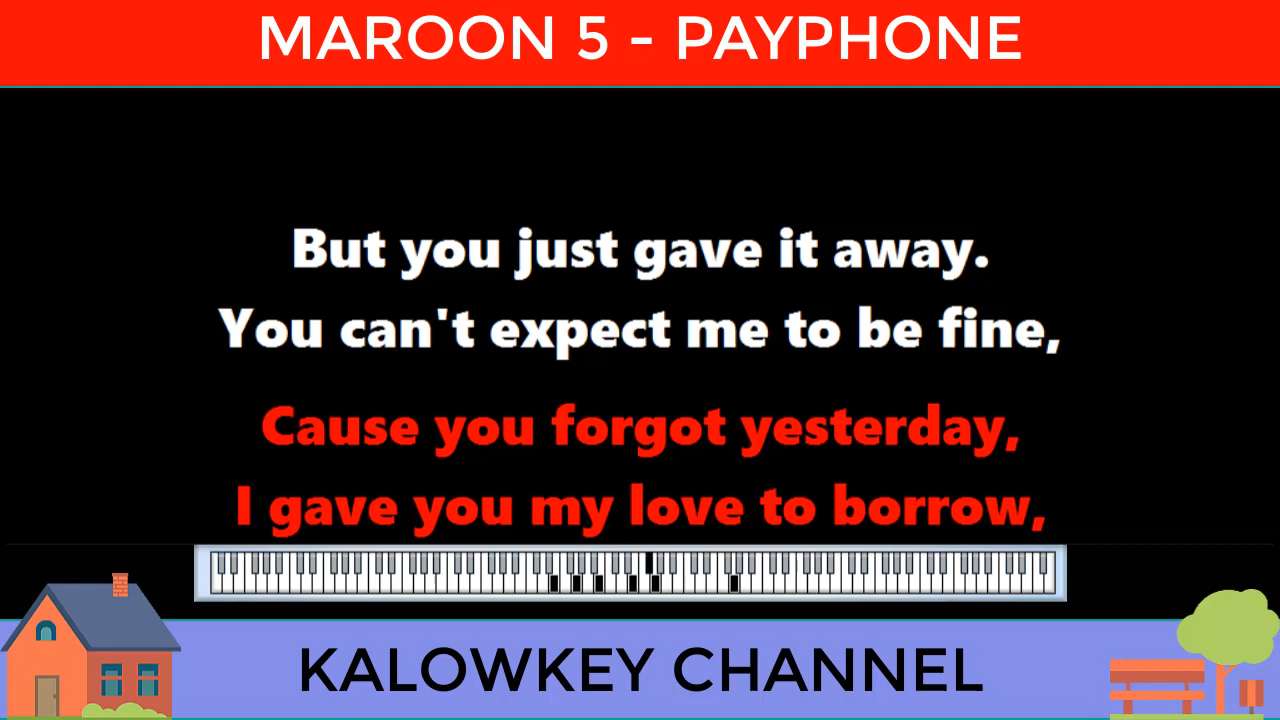 MAROON 5 - PAYPHONE
But you just gave it away.
You can't expect me to be fine,
Cause you forgot yesterday,
I gave you my love to borrow,
KALOWKEY CHANNEL